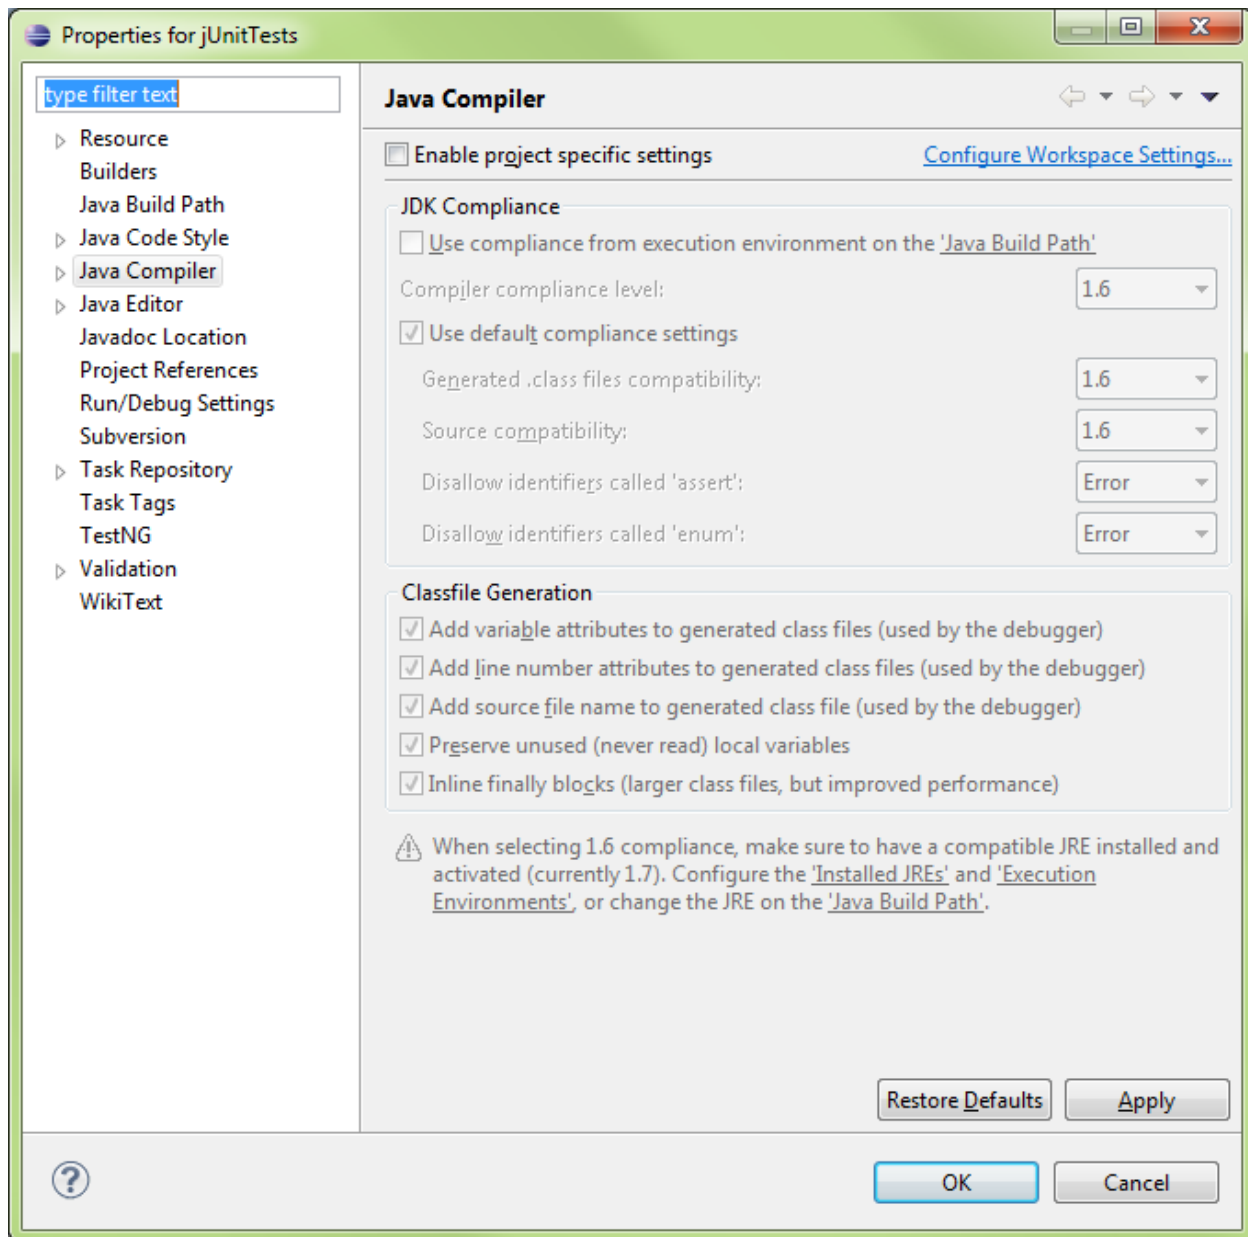 Properties for jUnitTests
type filter text
Resource
Builders
Java Build Path
Java Code Style
Java Compiler
Java Editor
Javadoc Location
Project References
Run/Debug Settings
Subversion
Task Repository
Task Tags
TestNG
Validation
WikiText
Java Compiler
Enable project specific settings
Configure Workspace Settings...
JDK Compliance
Use compliance from execution environment on the 'Java Build Path'
Compiler compliance level: 1.6
Use default compliance settings
Generated .class files compatibility: 1.6
Source compatibility: 1.6
Disallow identifiers called 'assert': Error
Disallow identifiers called 'enum': Error
Classfile Generation
Add variable attributes to generated class files (used by the debugger)
Add line number attributes to generated class files (used by the debugger)
Add source file name to generated class file (used by the debugger)
Preserve unused (never read) local variables
Inline finally blocks (larger class files, but improved performance)
When selecting 1.6 compliance, make sure to have a compatible JRE installed and
activated (currently 1.7). Configure the 'Installed JREs' and 'Execution
Environments', or change the JRE on the 'Java Build Path'.
Restore Defaults
Apply
?
OK
Cancel